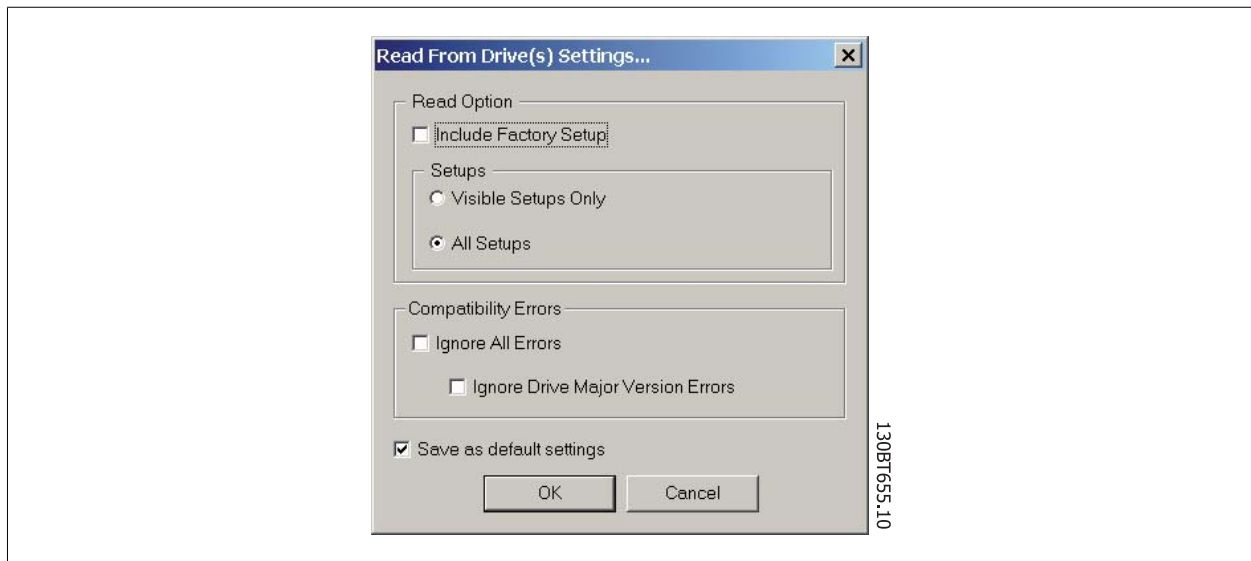 Read From Drive(s) Settings...
Read Option
Include Factory Setup
Setups
Visible Setups Only
All Setups
Compatibility Errors
Ignore All Errors
Ignore Drive Major Version Errors
Save as default settings
OK
Cancel
130BT655.10